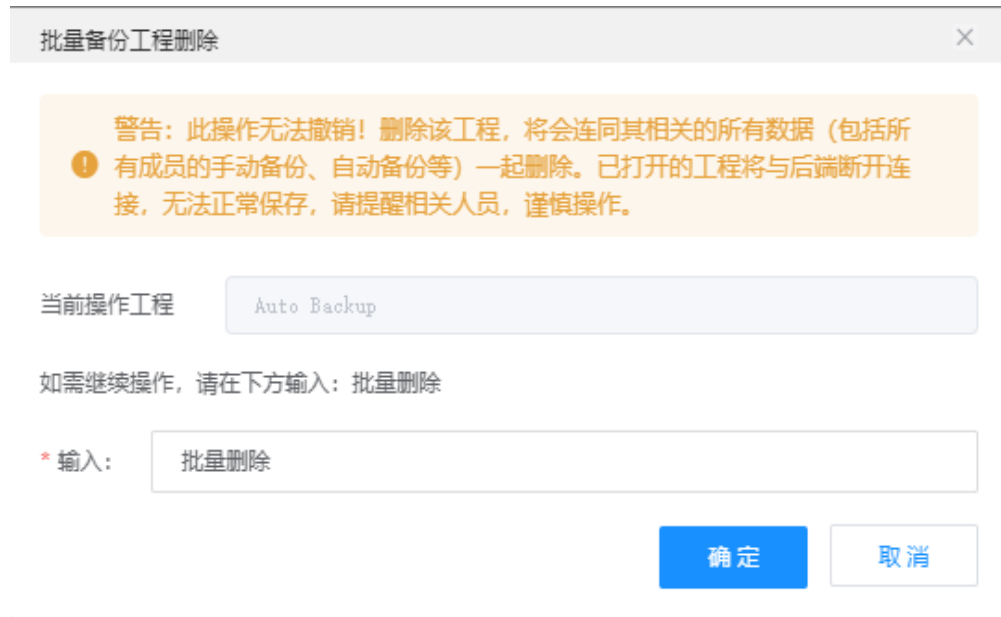 批量备份工程删除
警告：此操作无法撤销！删除该工程，将会连同其相关的所有数据（包括所
有成员的手动备份、自动备份等）一起删除。已打开的工程将与后端断开连
接，无法正常保存，请提醒相关人员，谨慎操作。
当前操作工程 Auto Backup
如需继续操作，请在下方输入：批量删除
* 输入： 批量删除
确定 取消